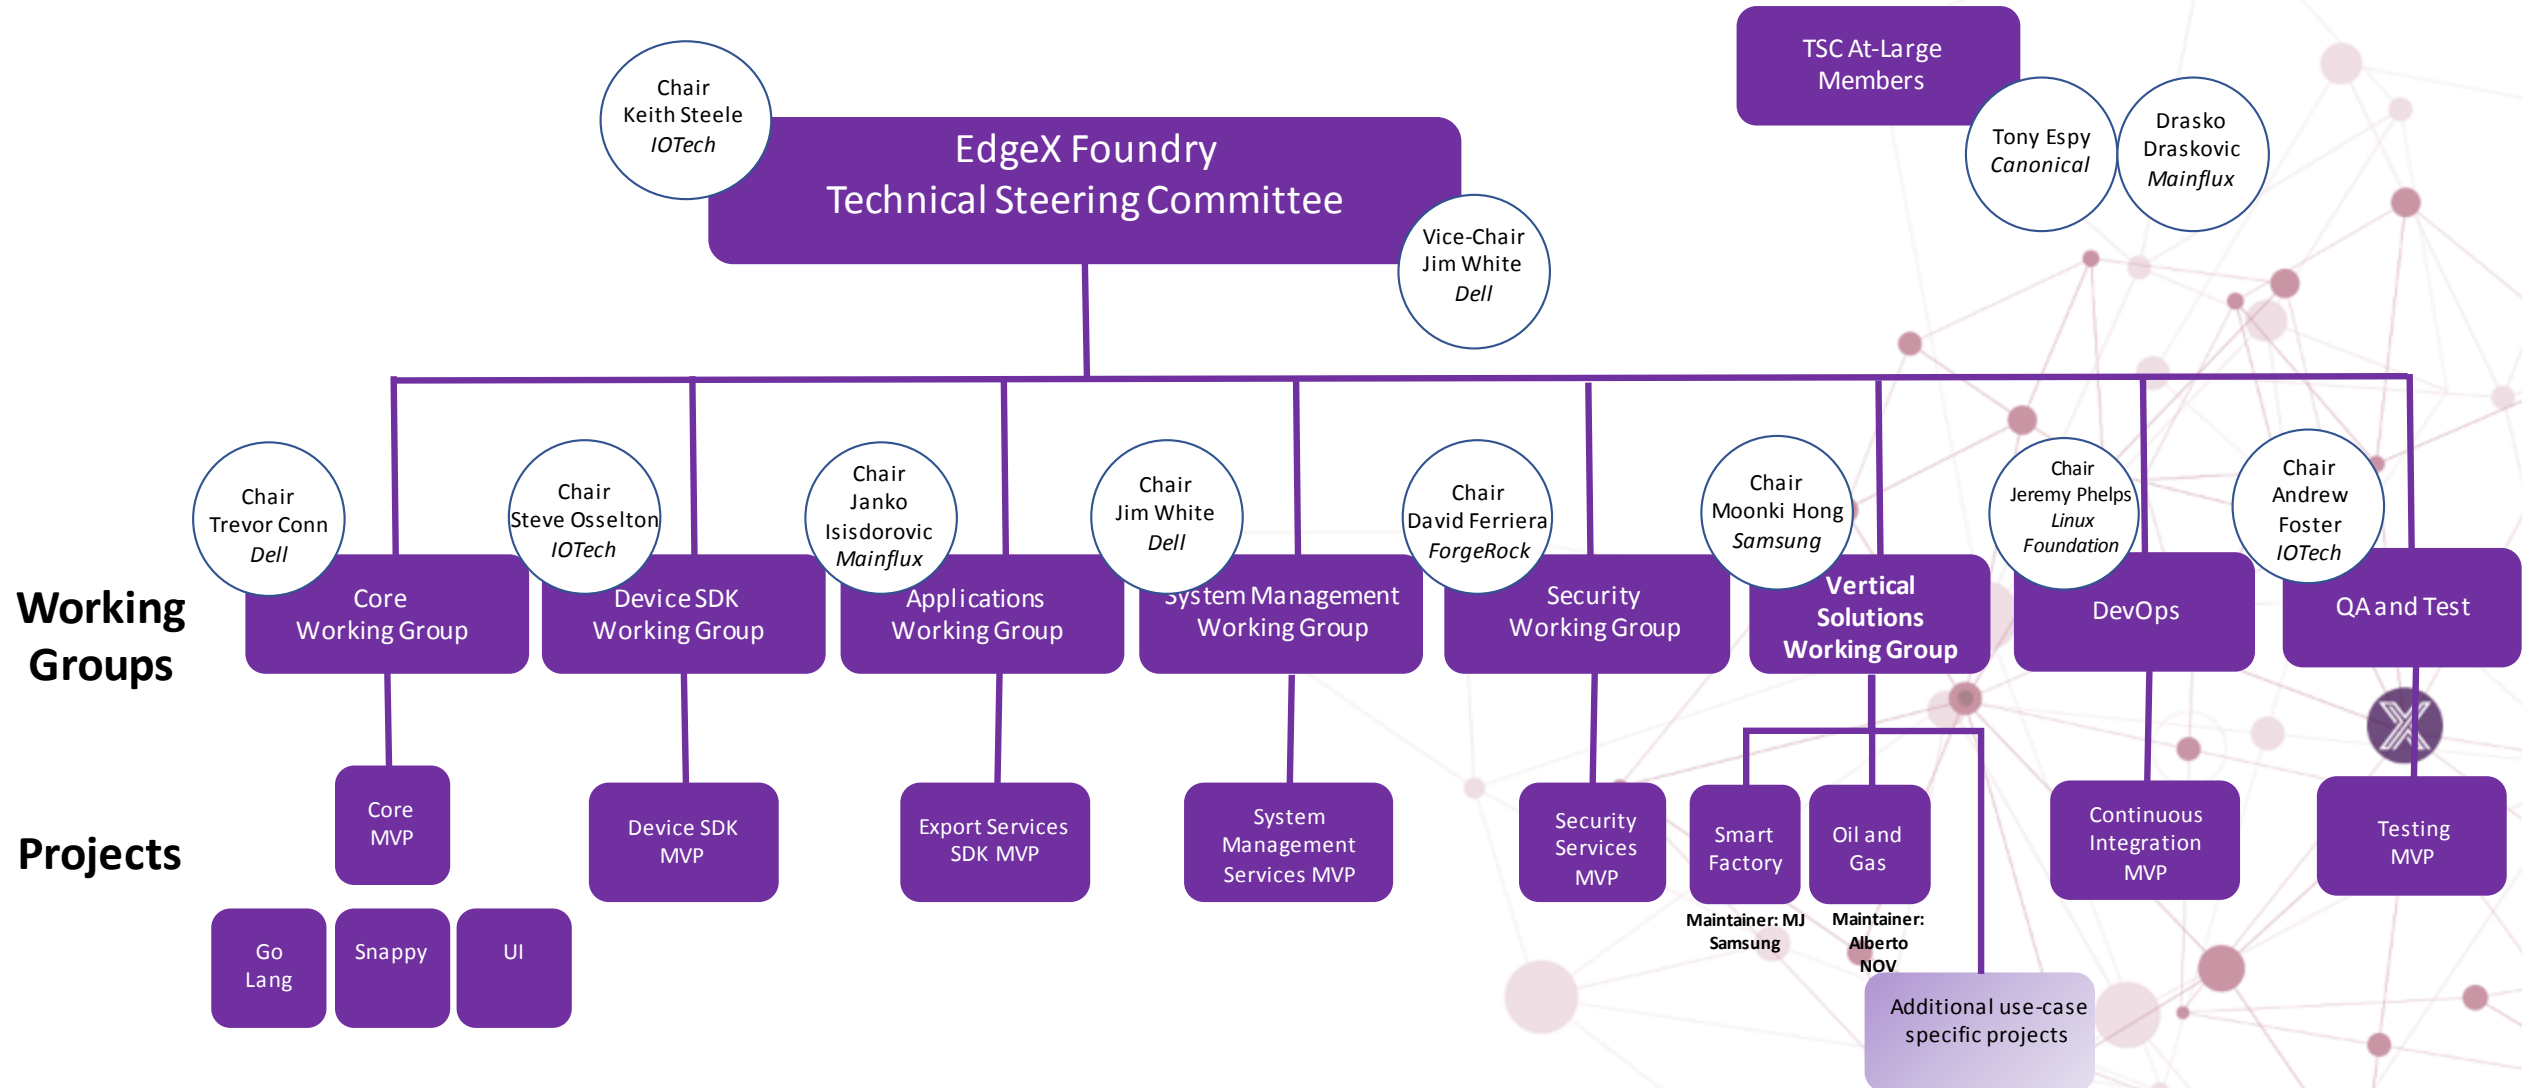 TSC At-Large
Members
Chair
Keith Steele
IOTech
EdgeX Foundry
Technical Steering Committee
Tony Espy
Canonical
Drasko
Draskovic
Mainflux
Vice-Chair
Jim White
Dell
Chair
Trevor Conn
Dell
Chair
Steve Osselton
IOTech
Chair
Janko
Isisdorovic
Mainflux
Chair
Jim White
Dell
Chair
David Ferriera
ForgeRock
Chair
Moonki Hong
Samsung
Chair
Jeremy Phelps
Linux
Foundation
Chair
Andrew
Foster
IOTech
Working
Groups
Core
Working Group
Device SDK
Working Group
Applications
Working Group
System Management
Working Group
Security
Working Group
Vertical
Solutions
Working Group
DevOps
QA and Test
Projects
Core
MVP
Device SDK
MVP
Export Services
SDK MVP
System
Management
Services MVP
Security
Services
MVP
Smart
Factory
Oil and
Gas
Continuous
Integration
MVP
Testing
MVP
Maintainer: MJ
Samsung
Maintainer:
Alberto
NOV
Go
Lang
Snappy
UI
Additional use-case
specific projects